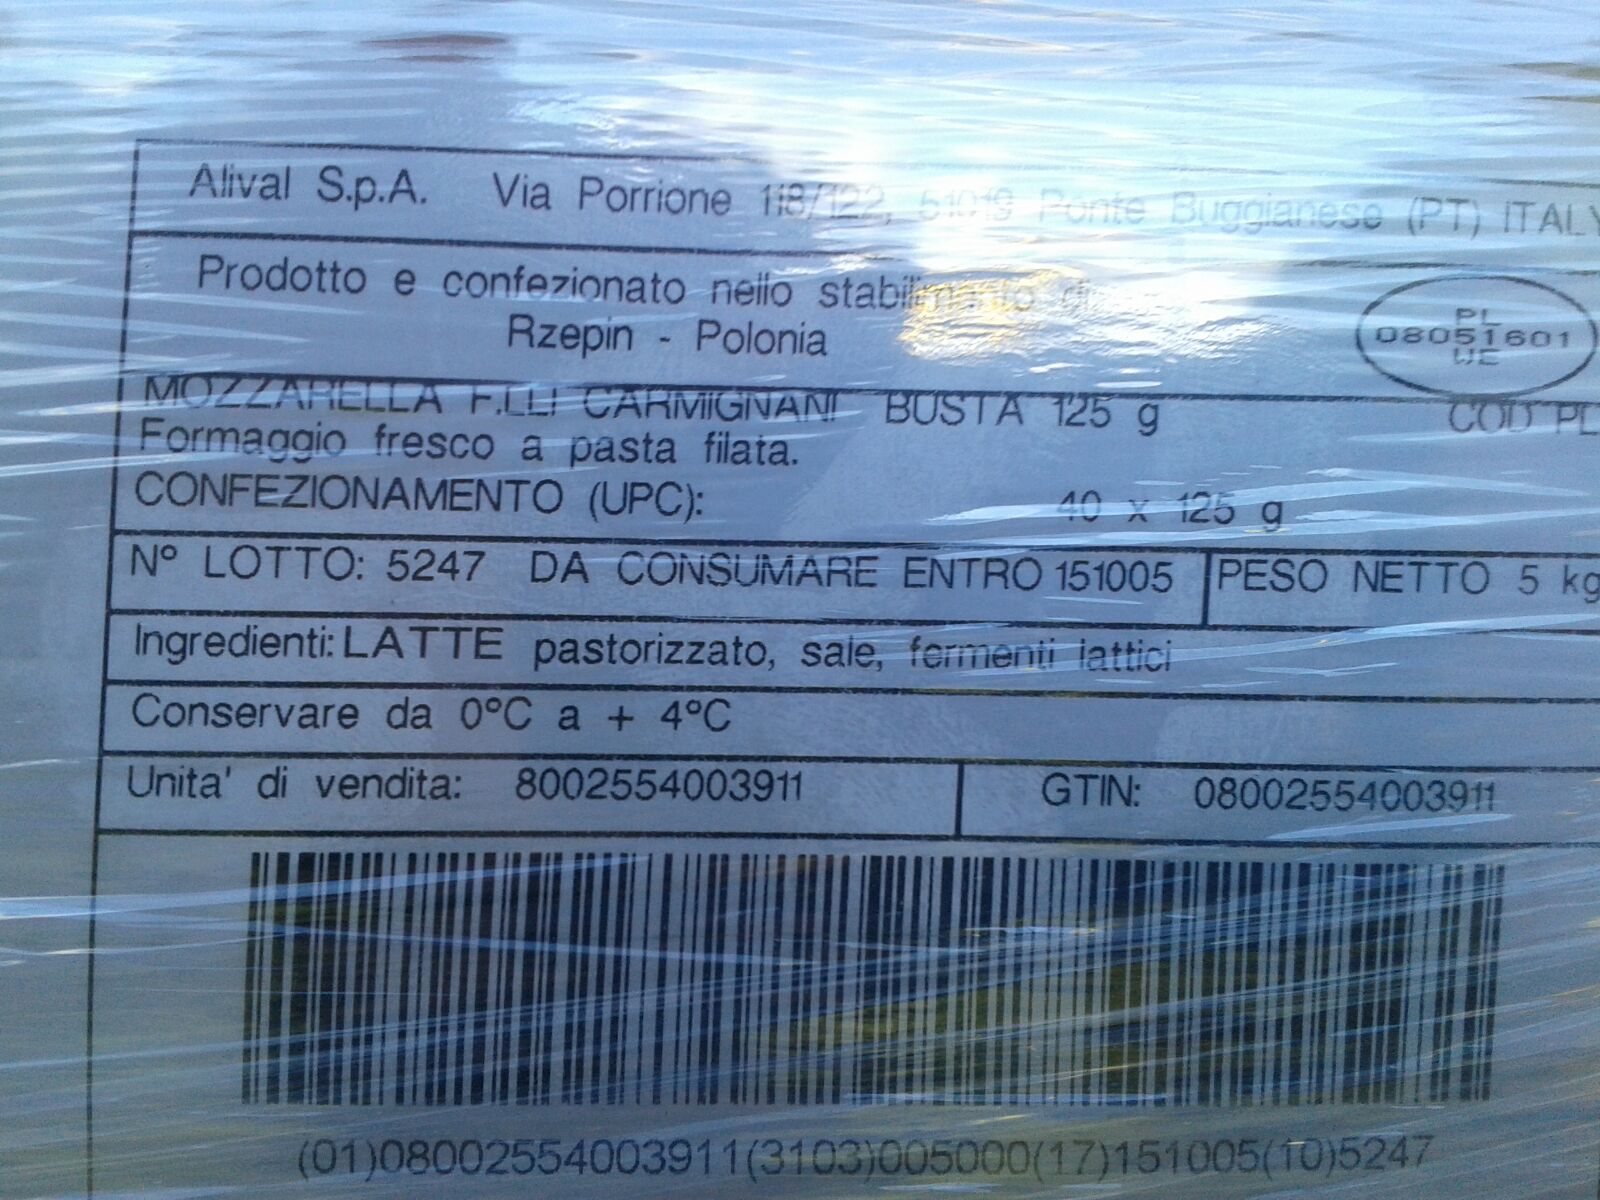 Alival S.p.A. Via Porrione 118/122, 51019 Ponte Buggianese (PT) ITALY
Prodotto e confezionato nello stabilimento di
Rzepin - Polonia
PL
08051601
WE
MOZZARELLA F.LLI CARMIGNANI BUSTA 125 g COD PL
Formaggio fresco a pasta filata.
CONFEZIONAMENTO (UPC): 40 x 125 g
N° LOTTO: 5247 DA CONSUMARE ENTRO 151005 PESO NETTO 5 kg
Ingredienti: LATTE pastorizzato, sale, fermenti lattici
Conservare da 0°C a + 4°C
Unita' di vendita: 8002554003911 GTIN: 08002554003911
(01)08002554003911(3103)005000(17)151005(10)5247